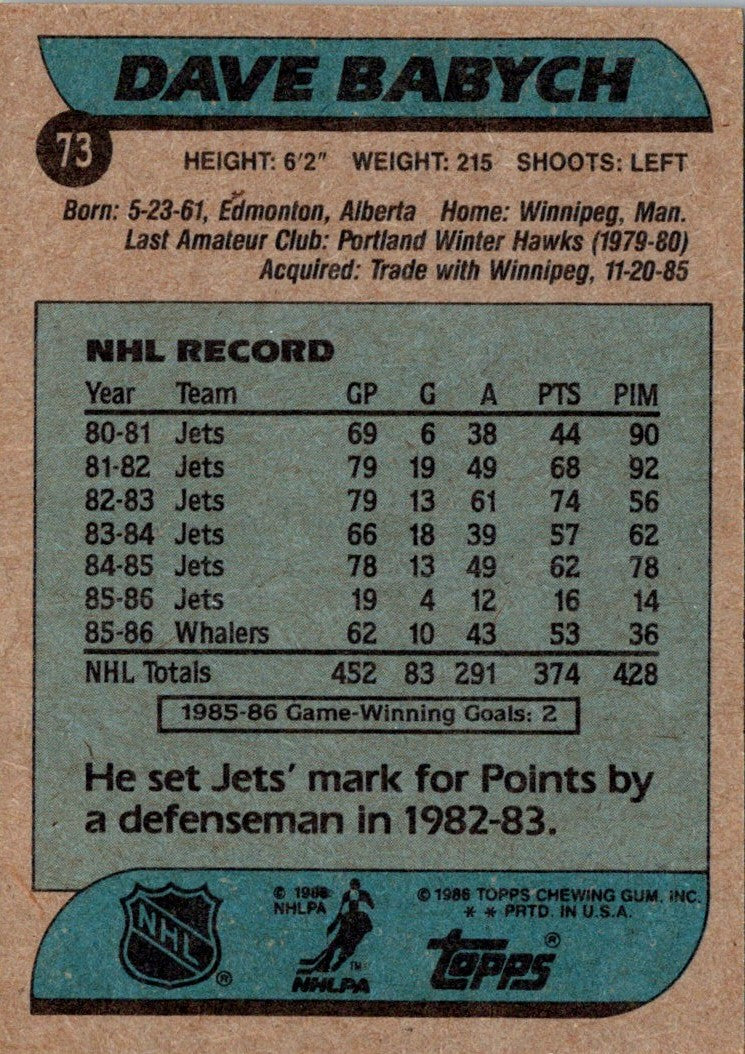 DAVE BABYCH
73
HEIGHT: 6'2" WEIGHT: 215 SHOOTS: LEFT
Born: 5-23-61, Edmonton, Alberta Home: Winnipeg, Man.
Last Amateur Club: Portland Winter Hawks (1979-80)
Acquired: Trade with Winnipeg, 11-20-85
NHL RECORD
Year Team GP G A PTS PIM
80-81 Jets 69 6 38 44 90
81-82 Jets 79 19 49 68 92
82-83 Jets 79 13 61 74 56
83-84 Jets 66 18 39 57 62
84-85 Jets 78 13 49 62 78
85-86 Jets 19 4 12 16 14
85-86 Whalers 62 10 43 53 36
NHL Totals 452 83 291 374 428
1985-86 Game-Winning Goals: 2
He set Jets' mark for Points by
a defenseman in 1982-83.
NHL ®
© 1986
NHLPA
TM
NHLPA
© 1986 TOPPS CHEWING GUM, INC.
* * PRTD. IN U.S.A.
topps ®